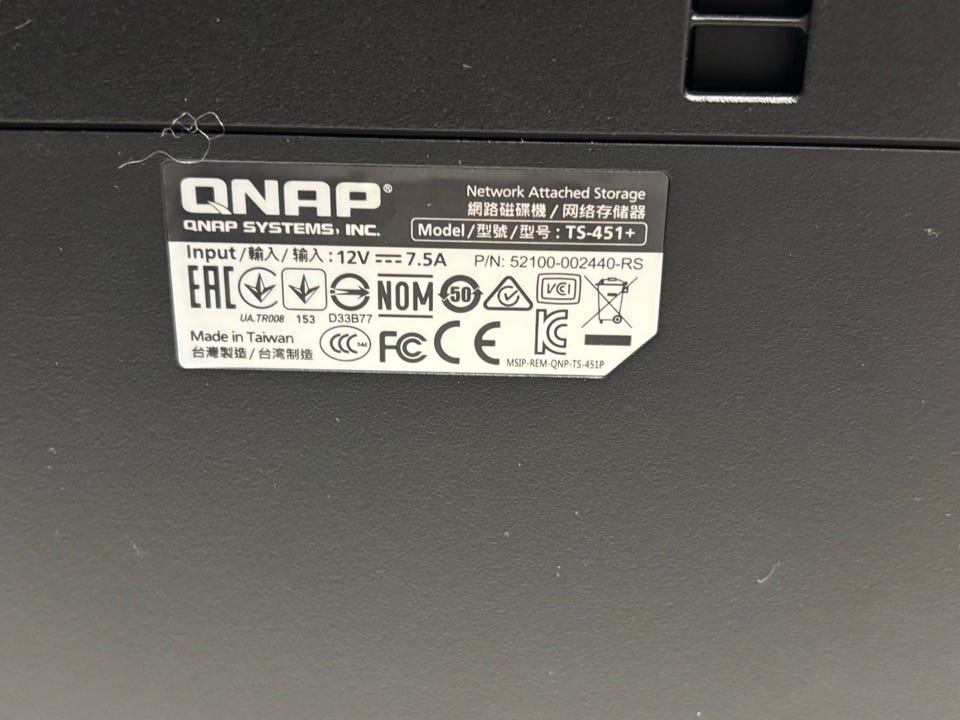 QNAP®
QNAP SYSTEMS, INC.
Network Attached Storage
網路磁碟機 / 网络存储器
Model/型號/型号 : TS-451+
Input/輸入/输入 : 12V ⎓ 7.5A
P/N: 52100-002440-RS
EAC
UA.TR008
153
D33B77
NOM
50
VCI
Made in Taiwan
台灣製造/台湾制造
CCC S&E
FC CE
KC
MSIP-REM-QNP-TS-451P